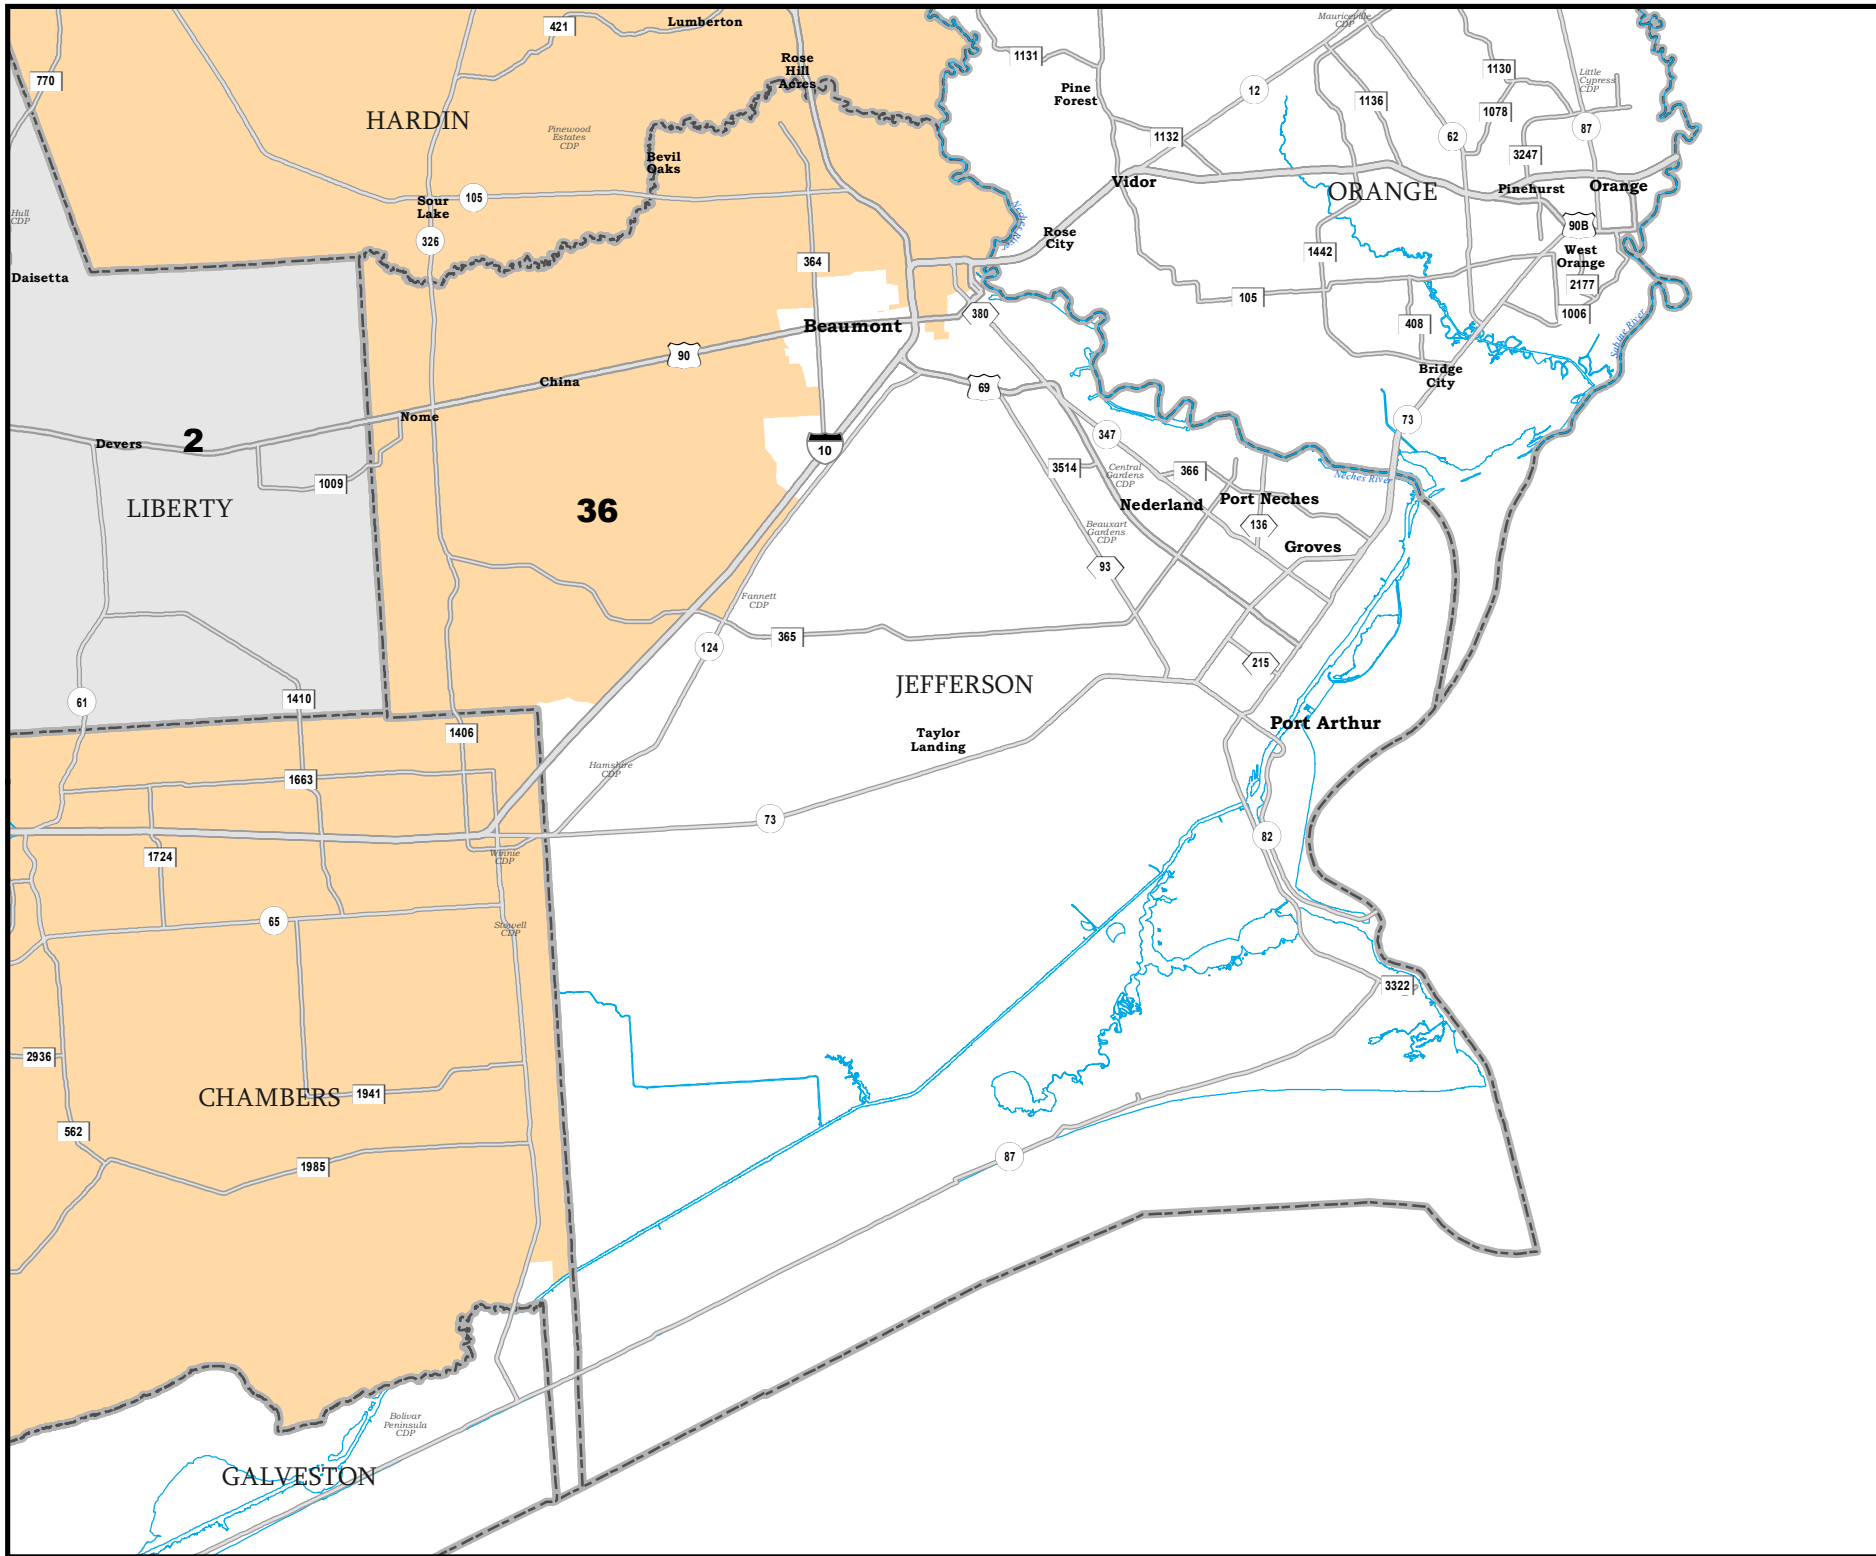 Mauriceville
CDP
Lumberton
421
1131
Rose
Hill
Acres
770
1130
Little
Cypress
CDP
12
Pine
Forest
1136
1078
HARDIN
Pinewood
Estates
CDP
62
87
1132
Bevil
Oaks
3247
Vidor
ORANGE
Pinehurst
Orange
105
Sour
Lake
Hull
CDP
Neches River
326
Rose
City
90B
1442
West
Orange
364
Daisetta
2177
105
1006
380
408
Beaumont
Sabine River
90
China
69
Bridge
City
Nome
73
347
Devers
2
10
3514
Central
Gardens
CDP
366
Neches River
1009
LIBERTY
36
Nederland
Port Neches
136
Beauxart
Gardens
CDP
Groves
93
Fannett
CDP
365
124
215
JEFFERSON
61
1410
Port Arthur
1406
Taylor
Landing
Hamshire
CDP
1663
73
82
1724
Winnie
CDP
65
Stowell
CDP
3322
2936
CHAMBERS
1941
562
87
1985
Bolivar
Peninsula
CDP
GALVESTON